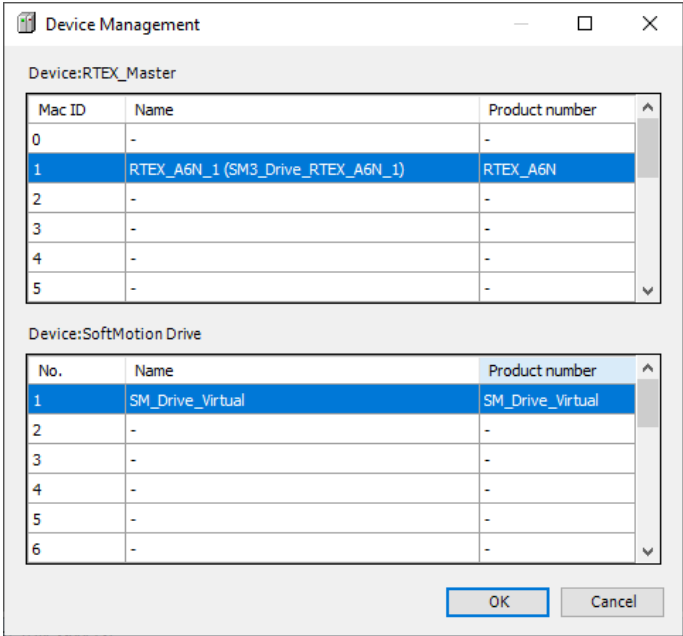 Device Management
Device:RTEX_Master
Mac ID Name Product number
0 - -
1 RTEX_A6N_1 (SM3_Drive_RTEX_A6N_1) RTEX_A6N
2 - -
3 - -
4 - -
5 - -
Device:SoftMotion Drive
No. Name Product number
1 SM_Drive_Virtual SM_Drive_Virtual
2 - -
3 - -
4 - -
5 - -
6 - -
OK Cancel